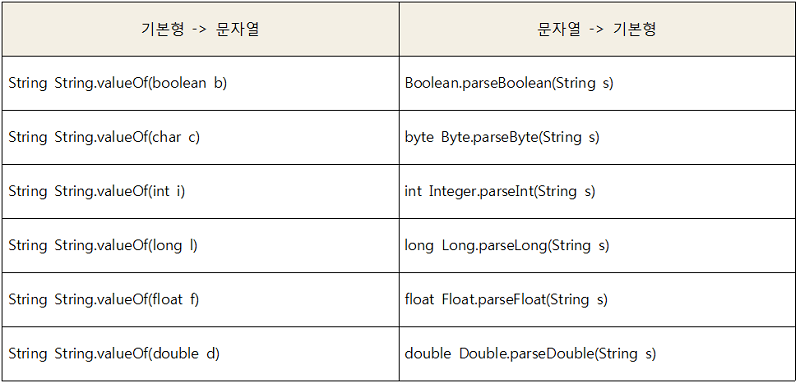 기본형 -> 문자열
문자열 -> 기본형
String String.valueOf(boolean b)
Boolean.parseBoolean(String s)
String String.valueOf(char c)
byte Byte.parseByte(String s)
String String.valueOf(int i)
int Integer.parseInt(String s)
String String.valueOf(long l)
long Long.parseLong(String s)
String String.valueOf(float f)
float Float.parseFloat(String s)
String String.valueOf(double d)
double Double.parseDouble(String s)